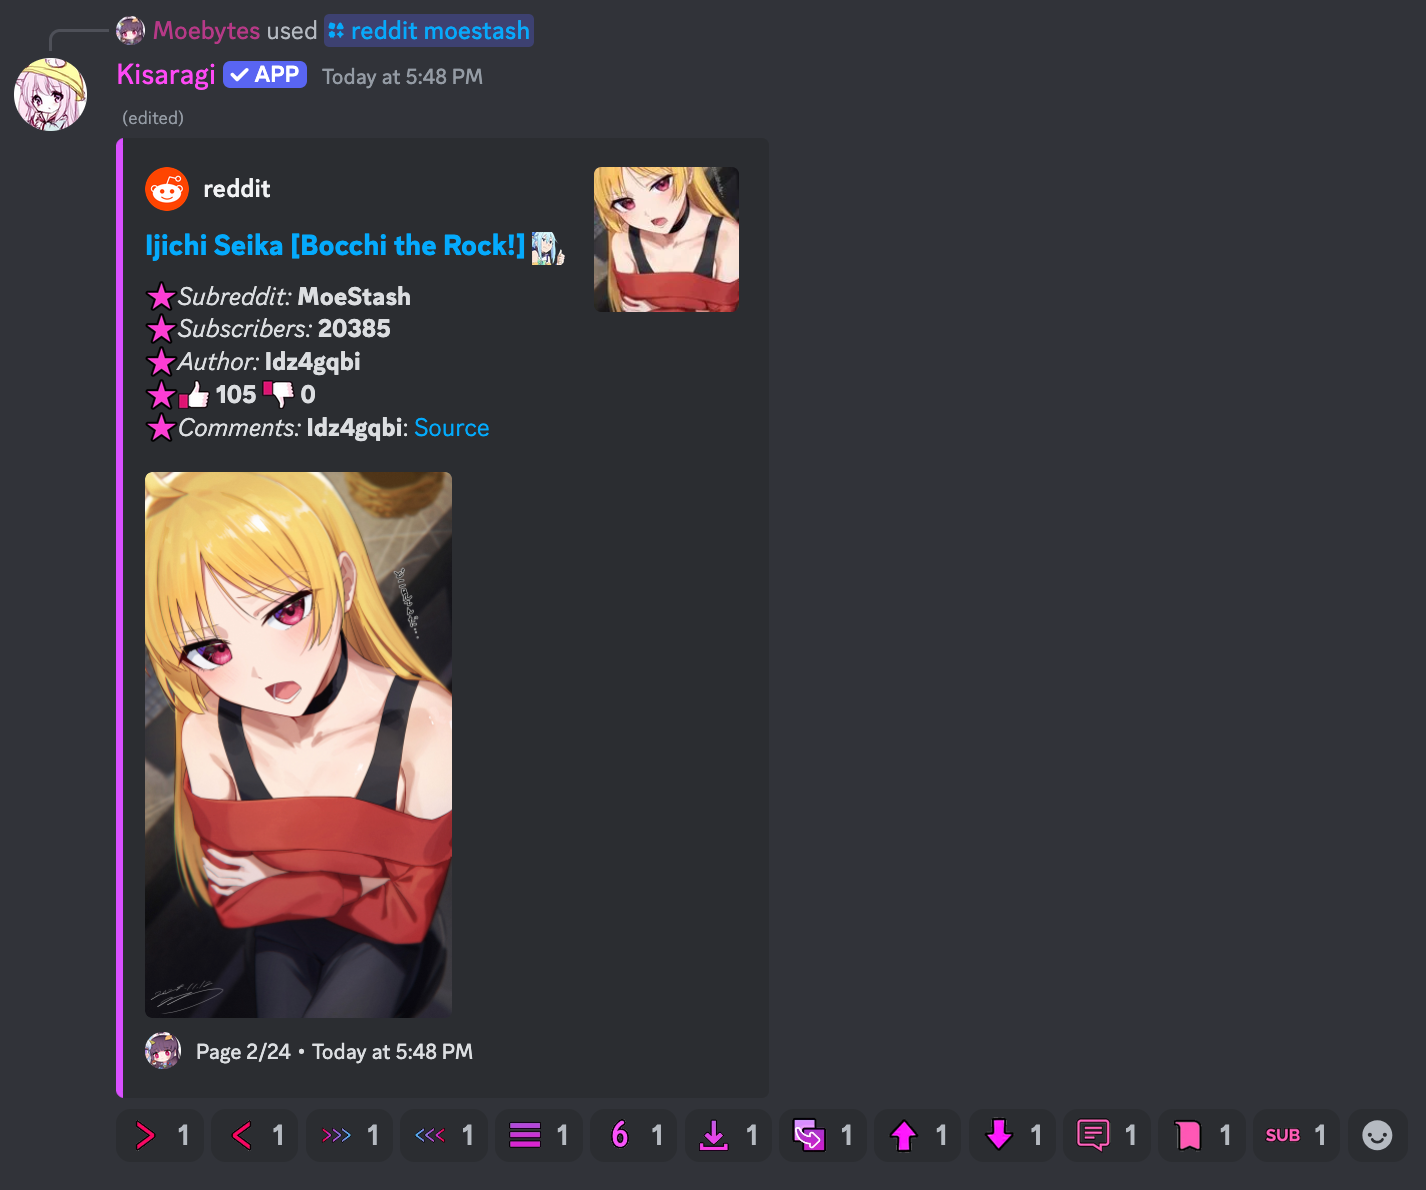 Moebytes used reddit moestash
Kisaragi APP Today at 5:48 PM
(edited)
reddit
Ijichi Seika [Bocchi the Rock!]
Subreddit: MoeStash
Subscribers: 20385
Author: Idz4gqbi
105 0
Comments: Idz4gqbi: Source
Page 2/24 • Today at 5:48 PM
1 1 1 1 1 6 1 1 1 1 1 1 1 SUB 1